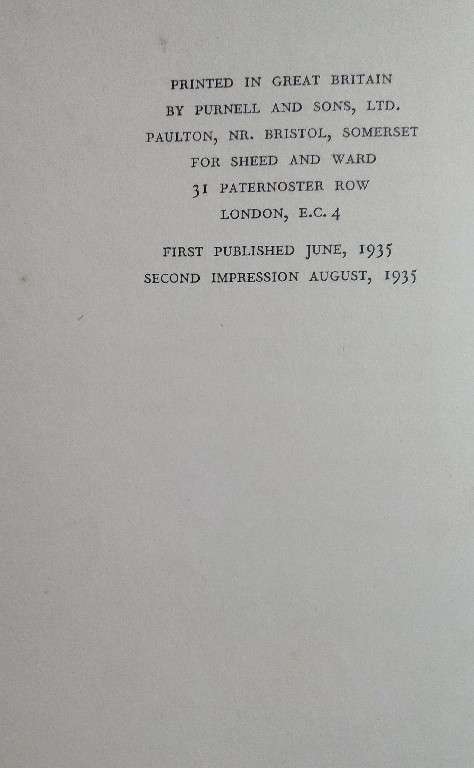 PRINTED IN GREAT BRITAIN
BY PURNELL AND SONS, LTD.
PAULTON, NR. BRISTOL, SOMERSET
FOR SHEED AND WARD
31 PATERNOSTER ROW
LONDON, E.C. 4
FIRST PUBLISHED JUNE, 1935
SECOND IMPRESSION AUGUST, 1935